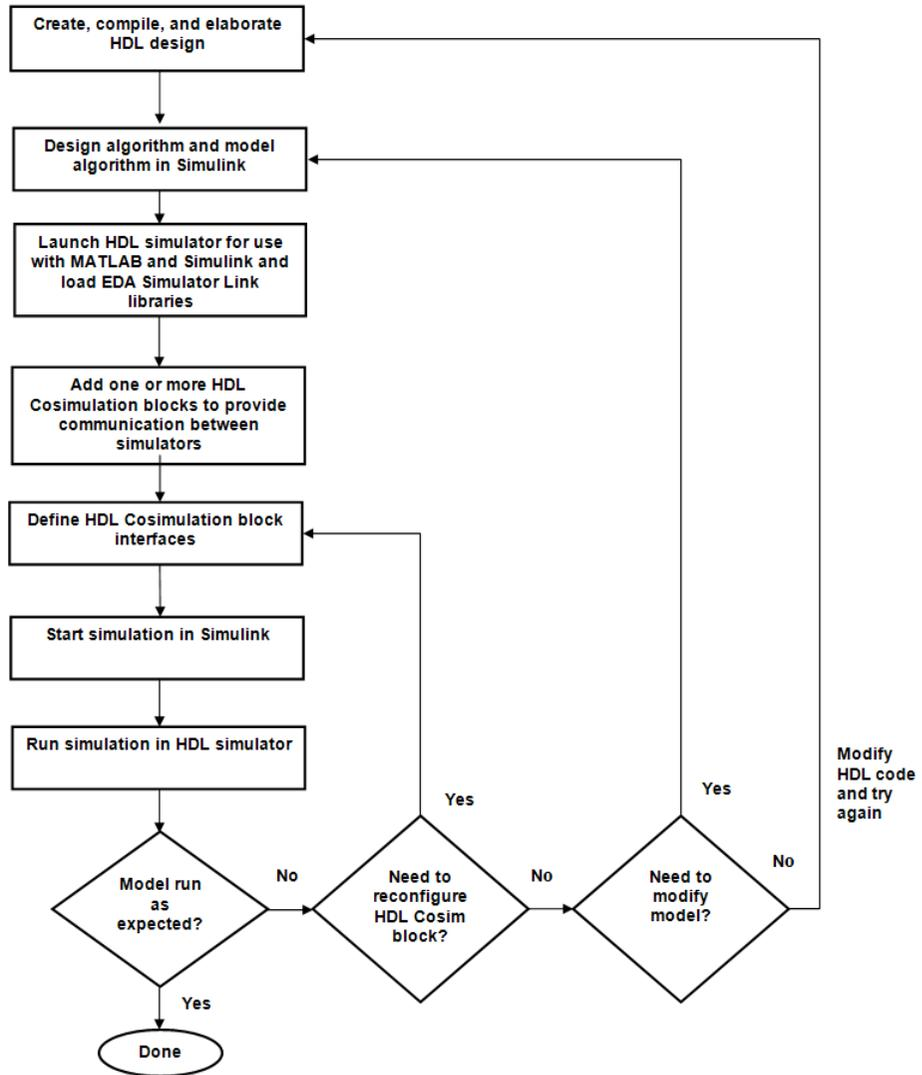 Create, compile, and elaborate
HDL design
Design algorithm and model
algorithm in Simulink
Launch HDL simulator for use
with MATLAB and Simulink and
load EDA Simulator Link
libraries
Add one or more HDL
Cosimulation blocks to provide
communication between
simulators
Define HDL Cosimulation block
interfaces
Start simulation in Simulink
Run simulation in HDL simulator
Model run
as
expected?
No
Yes
Done
Need to
reconfigure
HDL Cosim
block?
Yes
No
Need to
modify
model?
Yes
No
Modify
HDL code
and try
again